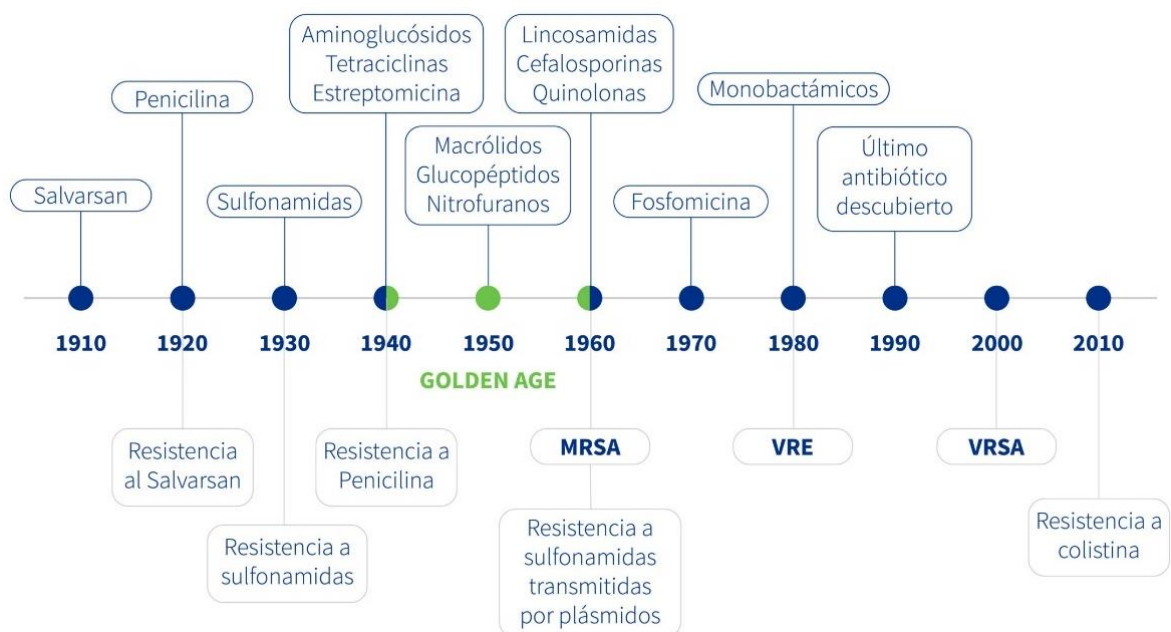 Aminoglucósidos
Tetraciclinas
Estreptomicina
Lincosamidas
Cefalosporinas
Quinolonas
Penicilina
Monobactámicos
Macrólidos
Glucopéptidos
Nitrofuranos
Último
antibiótico
descubierto
Salvarsan
Sulfonamidas
Fosfomicina
1910
1920
1930
1940
1950
1960
1970
1980
1990
2000
2010
GOLDEN AGE
Resistencia
al Salvarsan
Resistencia a
Penicilina
MRSA
VRE
VRSA
Resistencia a
sulfonamidas
Resistencia a
sulfonamidas
transmitidas
por plásmidos
Resistencia a
colistina